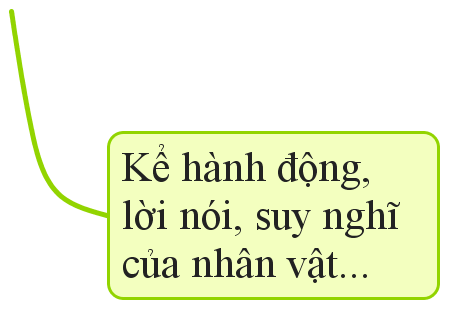 Kể hành động,
lời nói, suy nghĩ
của nhân vật...